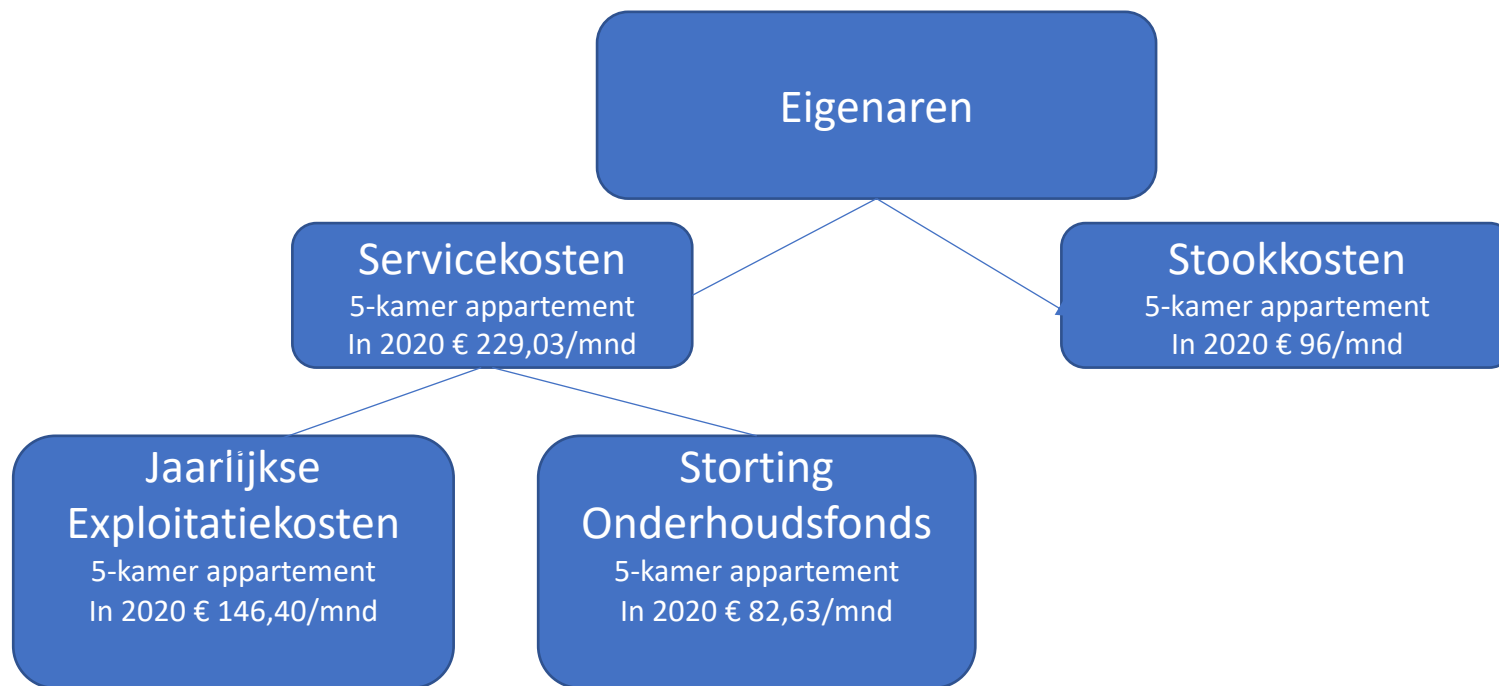 Eigenaren
Servicekosten
5-kamer appartement
In 2020 € 229,03/mnd
Stookkosten
5-kamer appartement
In 2020 € 96/mnd
Jaarlijkse
Exploitatiekosten
5-kamer appartement
In 2020 € 146,40/mnd
Storting
Onderhoudsfonds
5-kamer appartement
In 2020 € 82,63/mnd